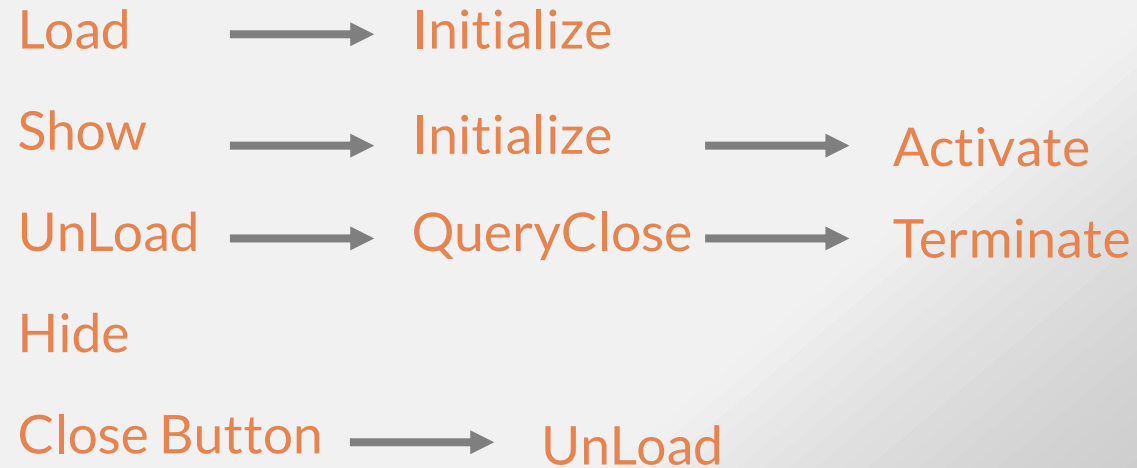 Load Initialize
Show Initialize Activate
UnLoad QueryClose Terminate
Hide
Close Button UnLoad